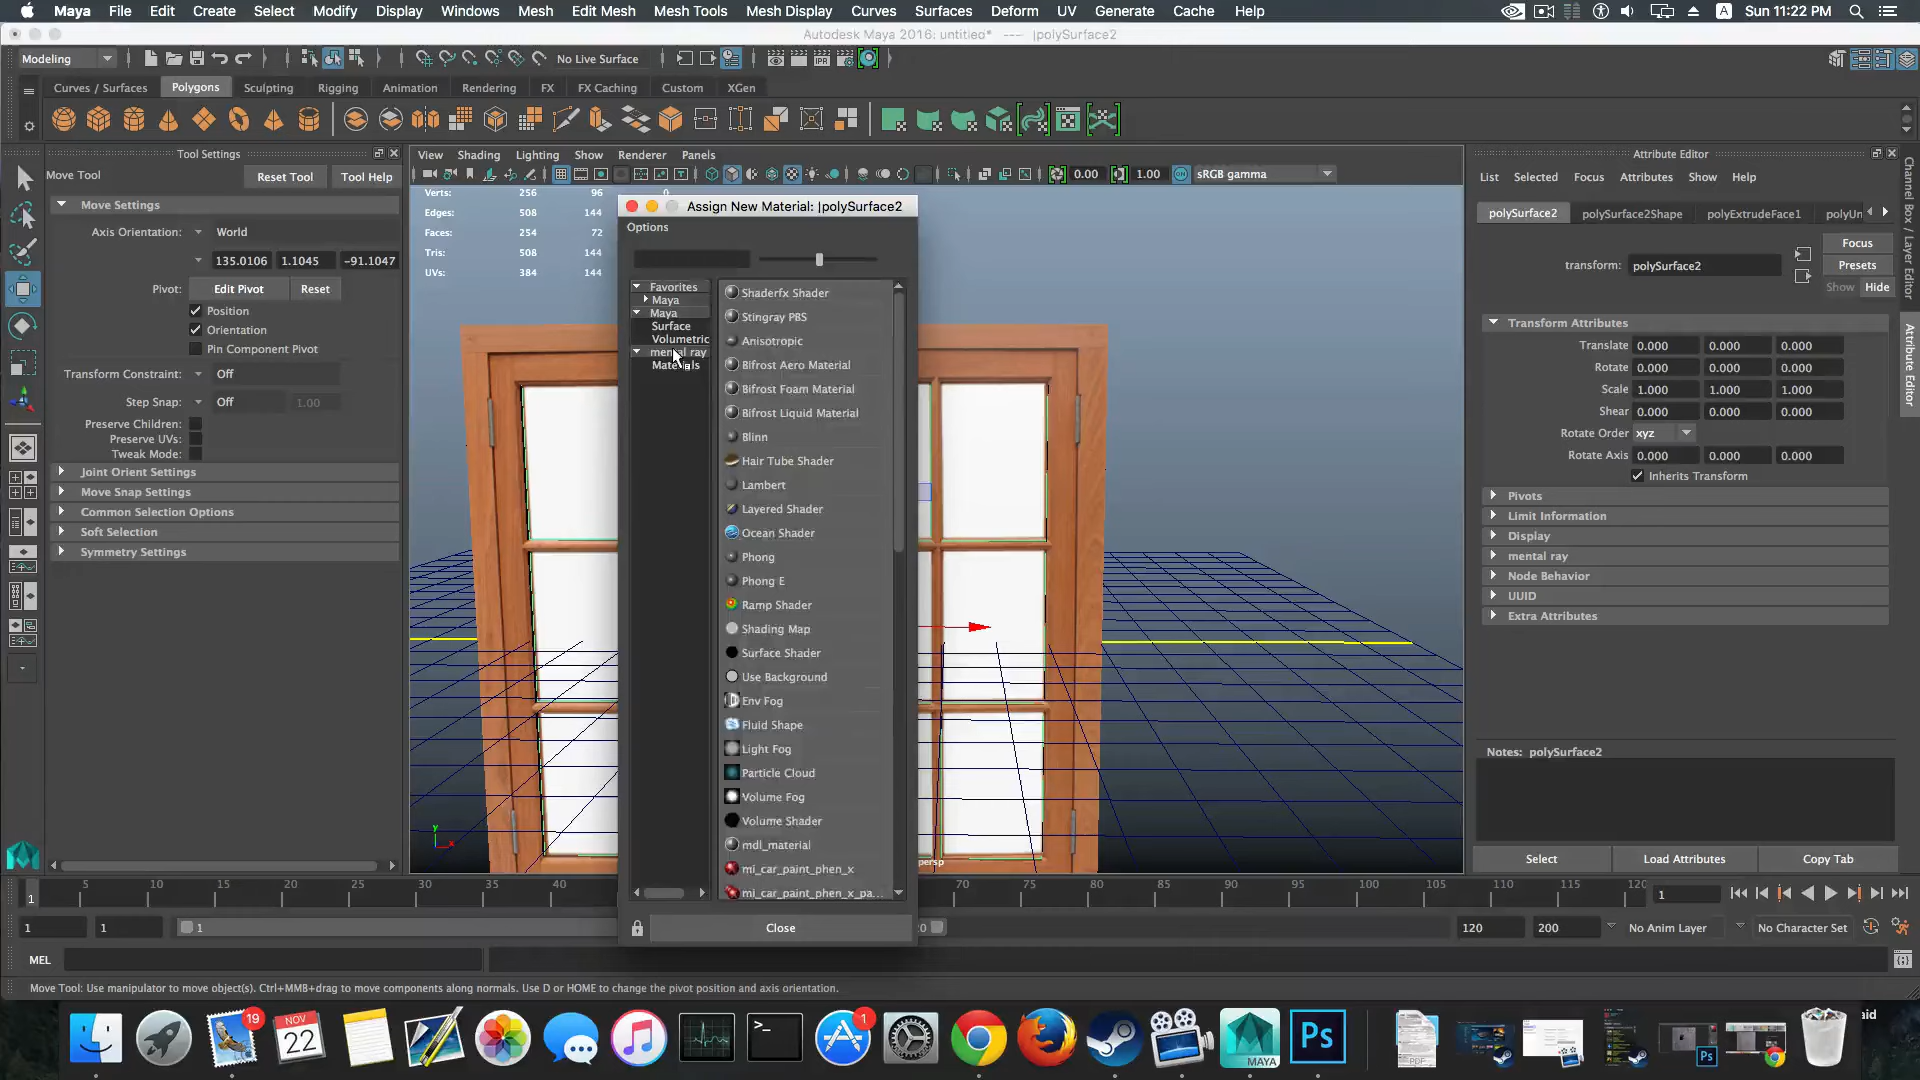 Maya File Edit Create Select Modify Display Windows Mesh Edit Mesh Mesh Tools Mesh Display Curves Surfaces Deform UV Generate Cache Help A Sun 11:22 PM
Autodesk Maya 2016: untitled* --- |polySurface2
Modeling No Live Surface
Curves / Surfaces Polygons Sculpting Rigging Animation Rendering FX FX Caching Custom XGen
Tool Settings
Move Tool Reset Tool Tool Help
Move Settings
Axis Orientation: World
135.0106 1.1045 -91.1047
Pivot: Edit Pivot Reset
Position
Orientation
Pin Component Pivot
Transform Constraint: Off
Step Snap: Off 1.00
Preserve Children:
Preserve UVs:
Tweak Mode:
Joint Orient Settings
Move Snap Settings
Common Selection Options
Soft Selection
Symmetry Settings
View Shading Lighting Show Renderer Panels
0.00 1.00 ON sRGB gamma
Verts: 256 96 0
Edges: 508 144
Faces: 254 72
Tris: 508 144
UVs: 384 144
y
x
persp
Assign New Material: |polySurface2
Options
Favorites
Maya
Maya
Surface
Volumetric
mental ray
Materials
Shaderfx Shader
Stingray PBS
Anisotropic
Bifrost Aero Material
Bifrost Foam Material
Bifrost Liquid Material
Blinn
Hair Tube Shader
Lambert
Layered Shader
Ocean Shader
Phong
Phong E
Ramp Shader
Shading Map
Surface Shader
Use Background
Env Fog
Fluid Shape
Light Fog
Particle Cloud
Volume Fog
Volume Shader
mdl_material
mi_car_paint_phen_x
mi_car_paint_phen_x_pa...
Close
Attribute Editor
List Selected Focus Attributes Show Help
polySurface2 polySurface2Shape polyExtrudeFace1 polyUn
transform: polySurface2
Focus
Presets
Show Hide
Transform Attributes
Translate 0.000 0.000 0.000
Rotate 0.000 0.000 0.000
Scale 1.000 1.000 1.000
Shear 0.000 0.000 0.000
Rotate Order xyz
Rotate Axis 0.000 0.000 0.000
Inherits Transform
Pivots
Limit Information
Display
mental ray
Node Behavior
UUID
Extra Attributes
Notes: polySurface2
Select Load Attributes Copy Tab
Channel Box / Layer Editor
Attribute Editor
1 5 10 15 20 25 30 35 40 70 75 80 85 90 95 100 105 110 115 120 1
1 1 1 120 200 No Anim Layer No Character Set
MEL
Move Tool: Use manipulator to move object(s). Ctrl+MMB+drag to move components along normals. Use D or HOME to change the pivot position and axis orientation.
19 NOV 22 1 MAYA Ps PDF Ps
aid